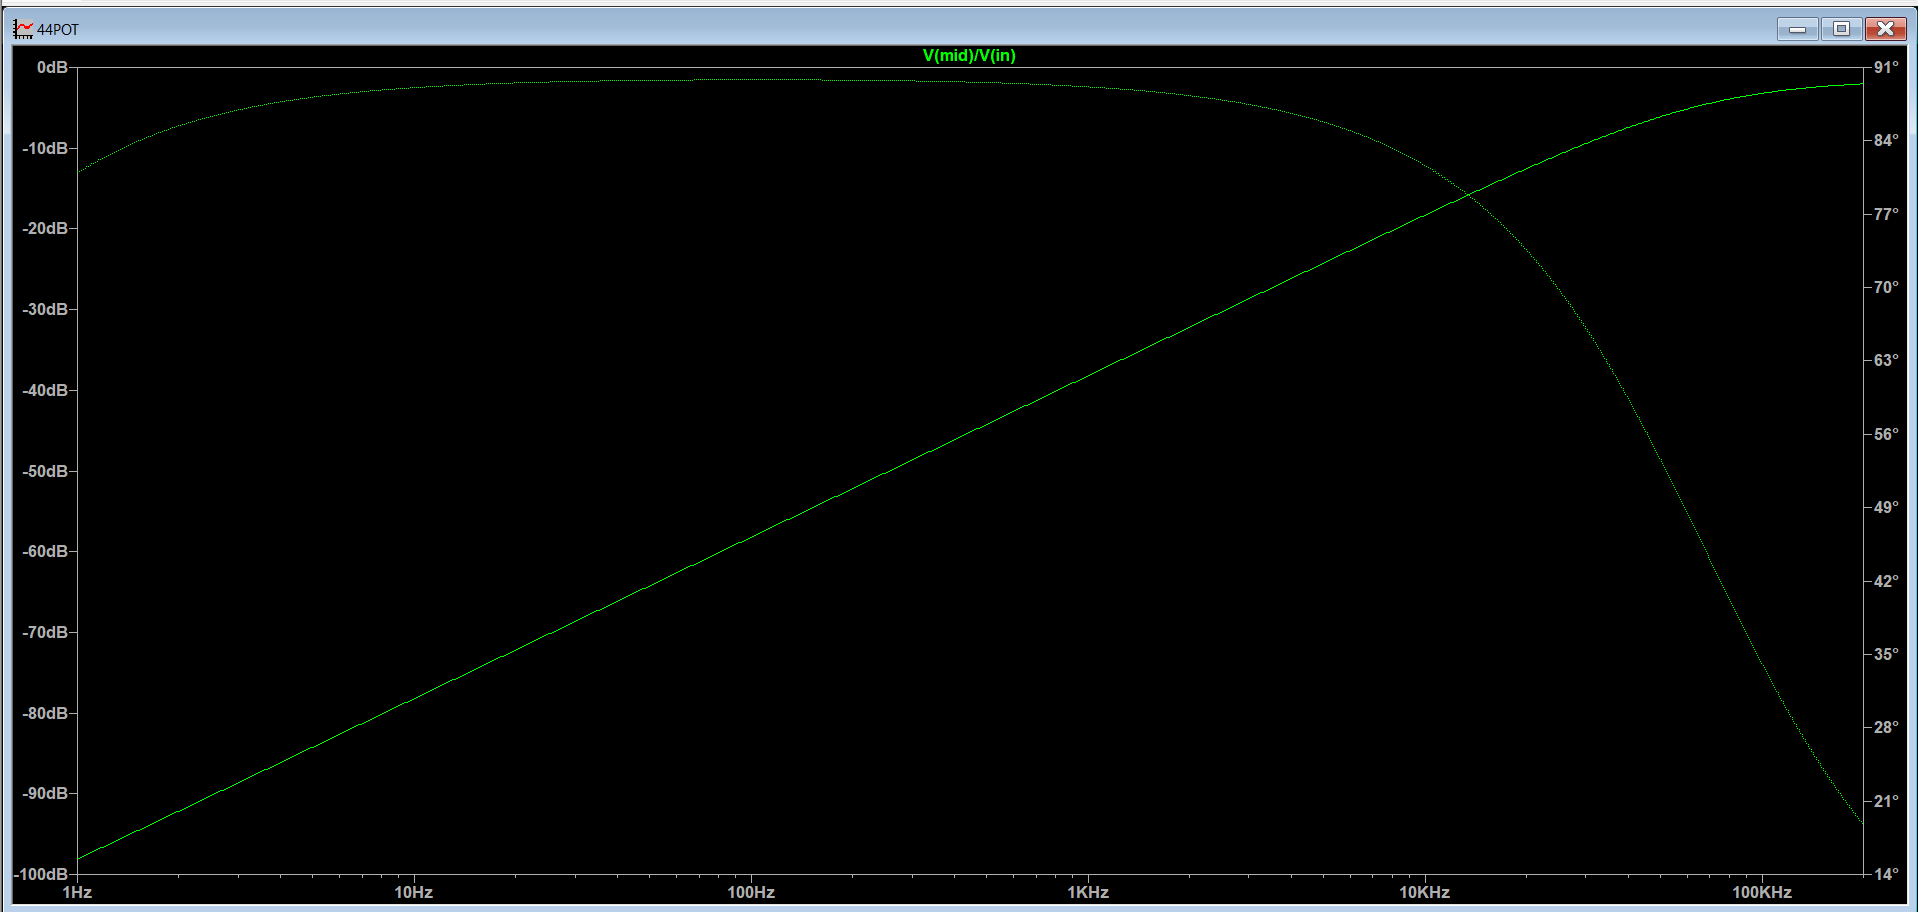 44POT
V(mid)/V(in)
0dB
-10dB
-20dB
-30dB
-40dB
-50dB
-60dB
-70dB
-80dB
-90dB
-100dB
91°
84°
77°
70°
63°
56°
49°
42°
35°
28°
21°
14°
1Hz 10Hz 100Hz 1KHz 10KHz 100KHz